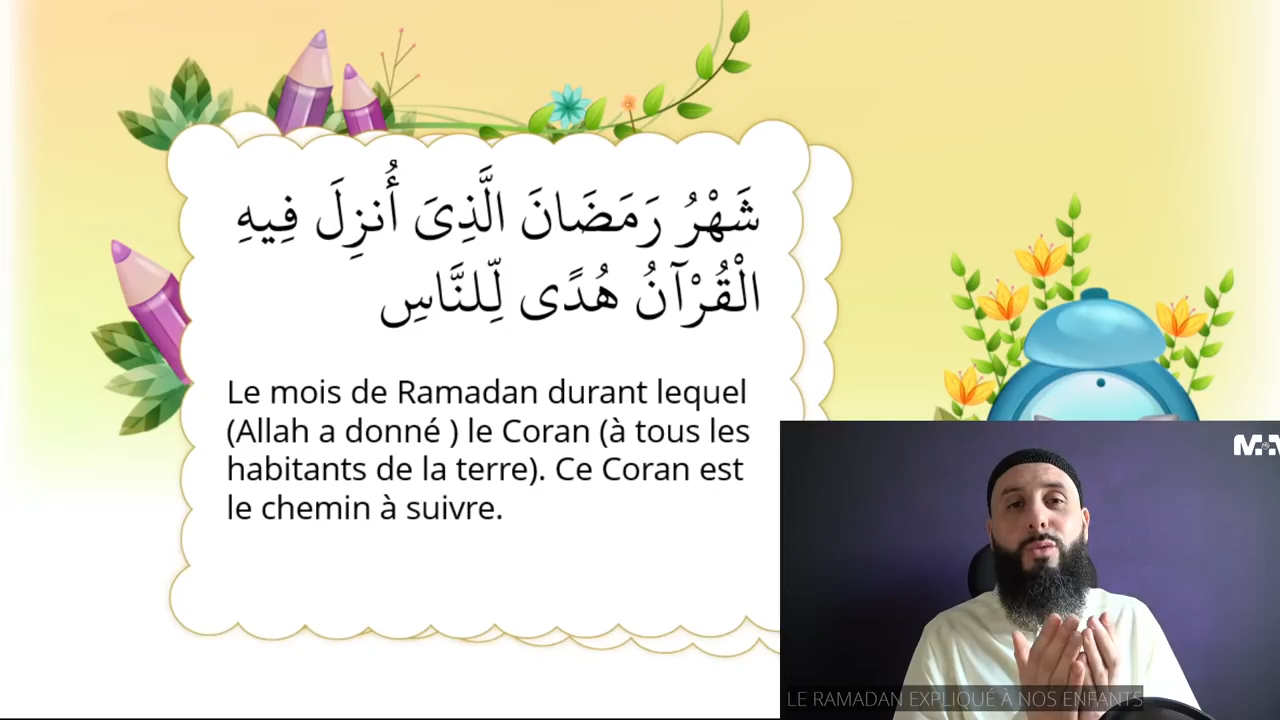 شَهْرُ رَمَضَانَ الَّذِىَ أُنزِلَ فِيهِ
الْقُرْآنُ هُدًى لِّلنَّاسِ
Le mois de Ramadan durant lequel
(Allah a donné ) le Coran (à tous les
habitants de la terre). Ce Coran est
le chemin à suivre.
LE RAMADAN EXPLIQUÉ À NOS ENFANTS